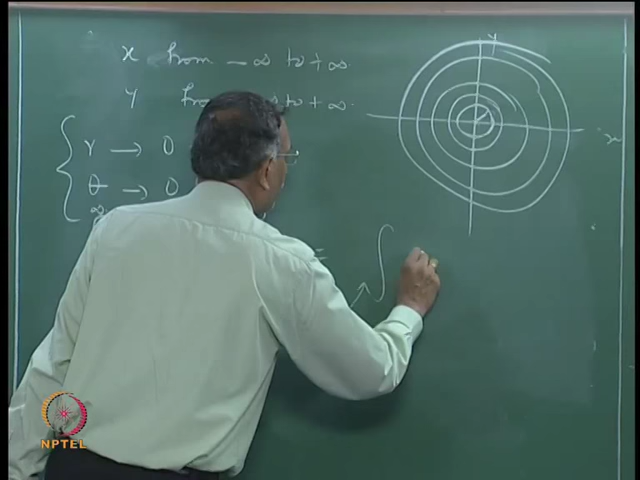 x from -∞ to +∞
y from to +∞.
r → 0
θ → 0
∞
=
∫
y
x
NPTEL